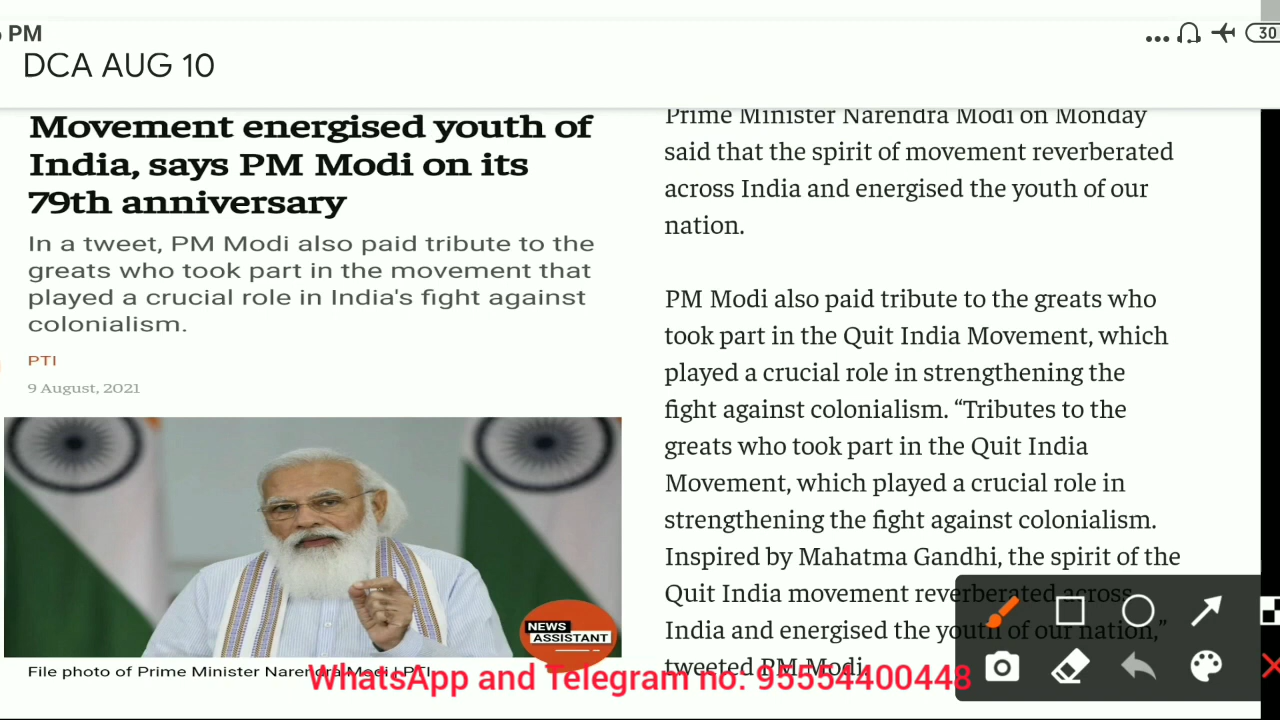 PM
30
DCA AUG 10
Movement energised youth of
India, says PM Modi on its
79th anniversary
In a tweet, PM Modi also paid tribute to the
greats who took part in the movement that
played a crucial role in India's fight against
colonialism.
PTI
9 August, 2021
NEWS
ASSISTANT
File photo of Prime Minister Narendra Modi | PTI
Prime Minister Narendra Modi on Monday
said that the spirit of movement reverberated
across India and energised the youth of our
nation.
PM Modi also paid tribute to the greats who
took part in the Quit India Movement, which
played a crucial role in strengthening the
fight against colonialism. “Tributes to the
greats who took part in the Quit India
Movement, which played a crucial role in
strengthening the fight against colonialism.
Inspired by Mahatma Gandhi, the spirit of the
Quit India movement reverberated across
India and energised the youth of our nation,”
tweeted PM Modi.
WhatsApp and Telegram no. 95554400448